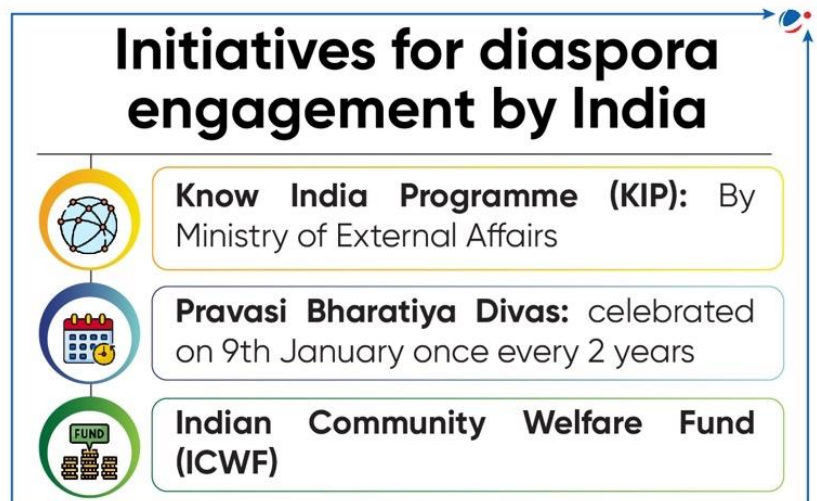 Initiatives for diaspora
engagement by India
Know India Programme (KIP): By
Ministry of External Affairs
Pravasi Bharatiya Divas: celebrated
on 9th January once every 2 years
FUND
Indian Community Welfare Fund
(ICWF)